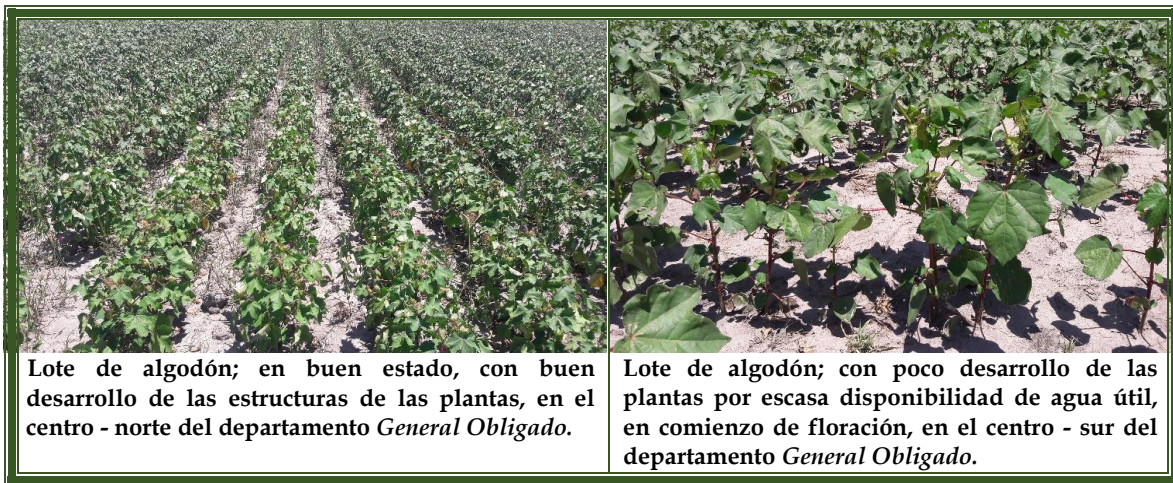 Lote de algodón; en buen estado, con buen
desarrollo de las estructuras de las plantas, en el
centro - norte del departamento General Obligado.
Lote de algodón; con poco desarrollo de las
plantas por escasa disponibilidad de agua útil,
en comienzo de floración, en el centro - sur del
departamento General Obligado.